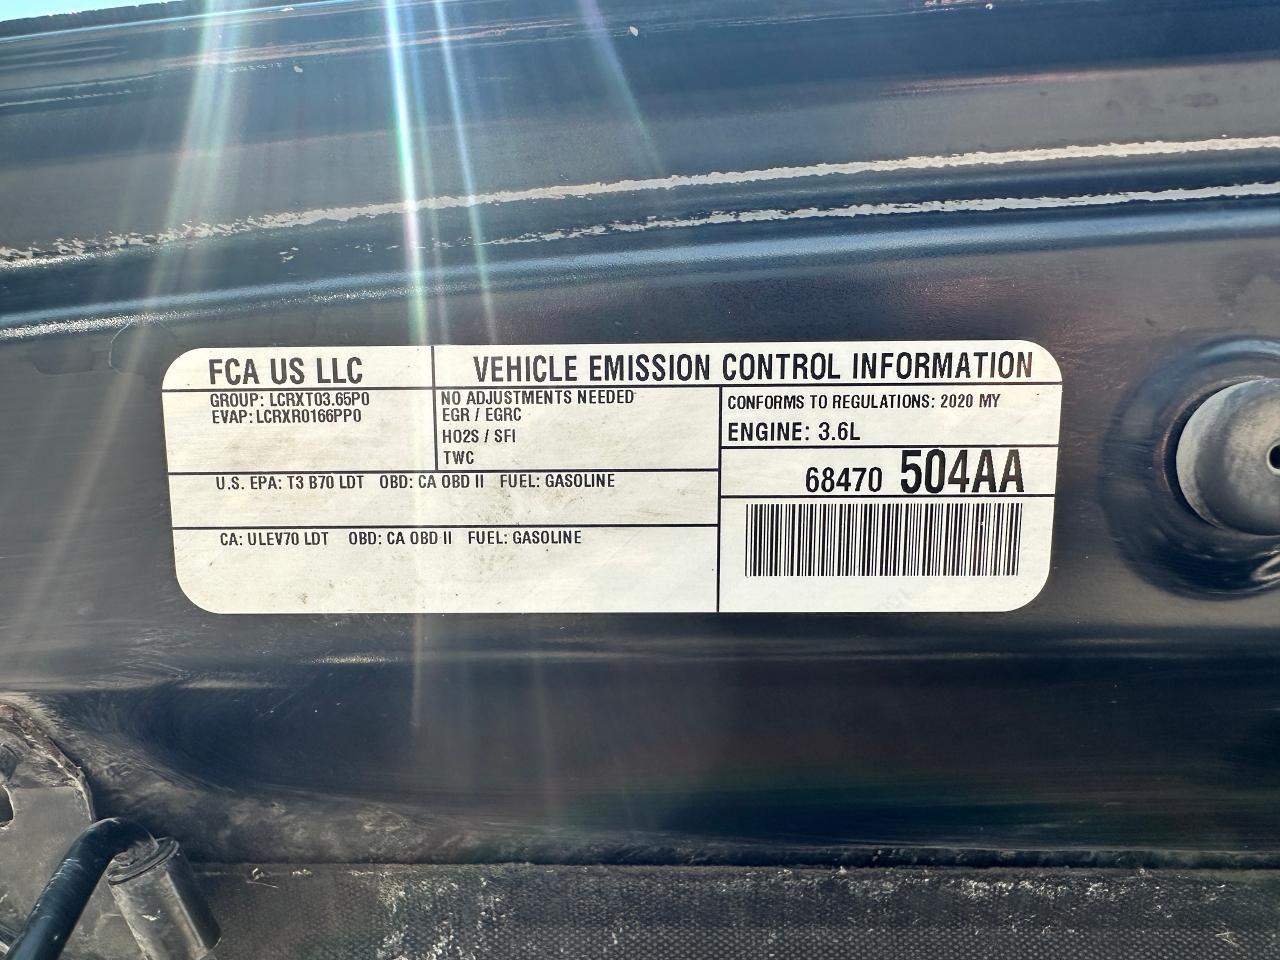 FCA US LLC
VEHICLE EMISSION CONTROL INFORMATION
GROUP: LCRXT03.65P0
EVAP: LCRXR0166PP0
NO ADJUSTMENTS NEEDED
EGR / EGRC
HO2S / SFI
TWC
CONFORMS TO REGULATIONS: 2020 MY
ENGINE: 3.6L
68470 504AA
U.S. EPA: T3 B70 LDT OBD: CA OBD II FUEL: GASOLINE
CA: ULEV70 LDT OBD: CA OBD II FUEL: GASOLINE